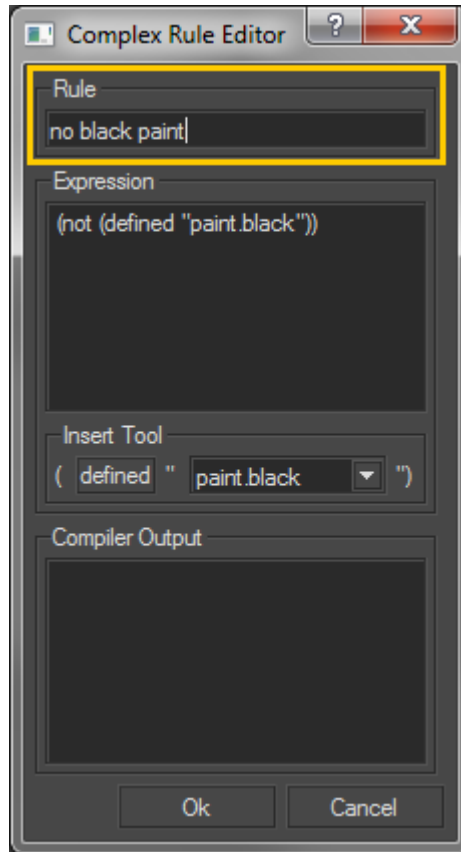 Complex Rule Editor ? X
Rule
no black paint
Expression
(not (defined "paint.black"))
Insert Tool
( defined " paint.black ")
Compiler Output
Ok Cancel